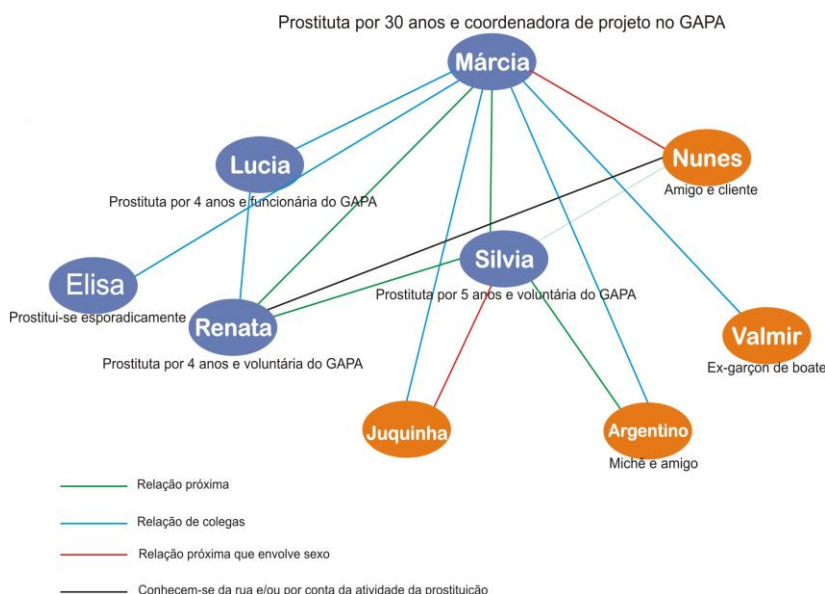 Prostituta por 30 anos e coordenadora de projeto no GAPA
Márcia
Lucia
Prostituta por 4 anos e funcionária do GAPA
Nunes
Amigo e cliente
Elisa
Prostitui-se esporadicamente
Silvia
Prostituta por 5 anos e voluntária do GAPA
Renata
Prostituta por 4 anos e voluntária do GAPA
Valmir
Ex-garçon de boate
Juquinha
Argentino
Michê e amigo
Relação próxima
Relação de colegas
Relação próxima que envolve sexo
Conhecem-se da rua e/ou por conta da atividade da prostituição